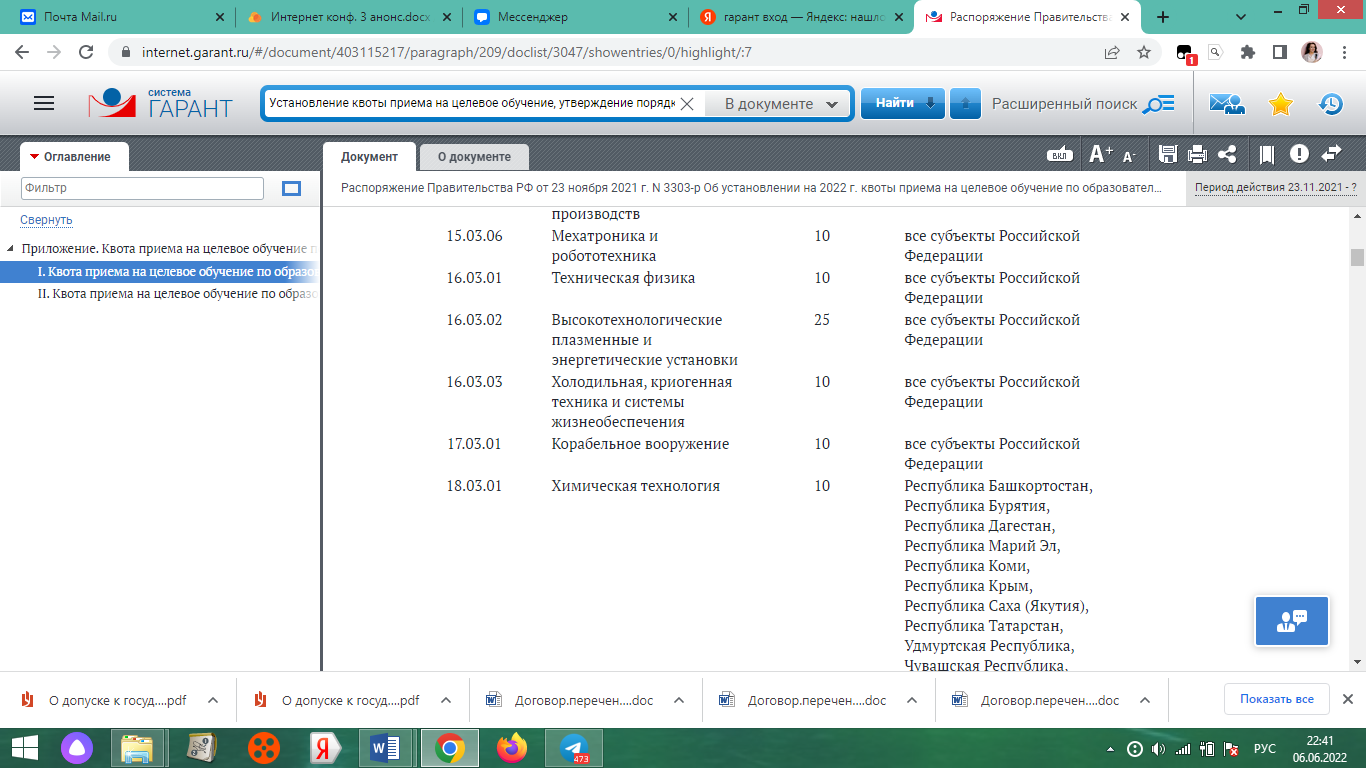 Почта Mail.ru
Интернет конф. 3 анонс.docx
Мессенджер
гарант вход — Яндекс: нашло
Распоряжение Правительства
internet.garant.ru/#/document/403115217/paragraph/209/doclist/3047/showentries/0/highlight/:7
1
система
ГАРАНТ
Установление квоты приема на целевое обучение, утверждение порядк
В документе
Найти
Расширенный поиск
Оглавление
Документ
О документе
вкл
A+
A-
Фильтр
Распоряжение Правительства РФ от 23 ноября 2021 г. N 3303-р Об установлении на 2022 г. квоты приема на целевое обучение по образовател…
Период действия 23.11.2021 - ?
Свернуть
Приложение. Квота приема на целевое обучение п
I. Квота приема на целевое обучение по образов
II. Квота приема на целевое обучение по образо
производств
15.03.06 Мехатроника и 10 все субъекты Российской
робототехника Федерации
16.03.01 Техническая физика 10 все субъекты Российской
Федерации
16.03.02 Высокотехнологические 25 все субъекты Российской
плазменные и Федерации
энергетические установки
16.03.03 Холодильная, криогенная 10 все субъекты Российской
техника и системы Федерации
жизнеобеспечения
17.03.01 Корабельное вооружение 10 все субъекты Российской
Федерации
18.03.01 Химическая технология 10 Республика Башкортостан,
Республика Бурятия,
Республика Дагестан,
Республика Марий Эл,
Республика Коми,
Республика Крым,
Республика Саха (Якутия),
Республика Татарстан,
Удмуртская Республика,
Чувашская Республика,
О допуске к госуд....pdf
О допуске к госуд....pdf
Договор.перечен....doc
Договор.перечен....doc
Договор.перечен....doc
Показать все
473
РУС
22:41
06.06.2022